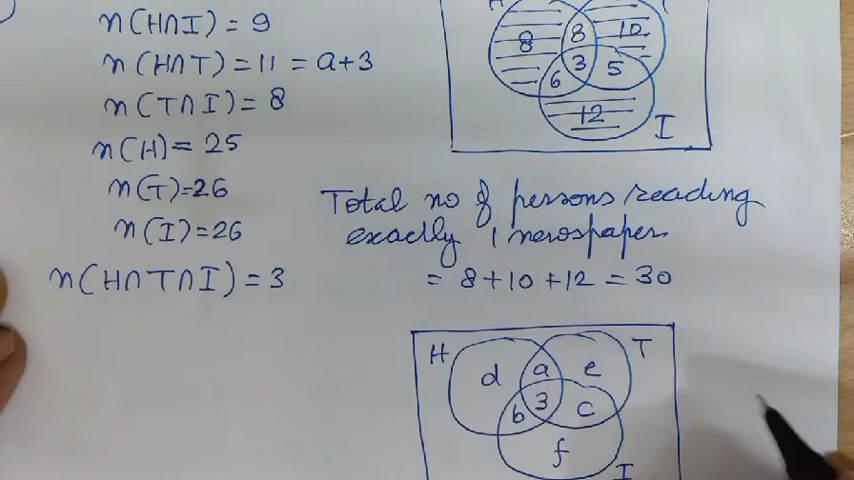 n(H∩I) = 9
n(H∩T) = 11 = a+3
n(T∩I) = 8
n(H) = 25
n(T)=26
n(I)=26
n(H∩T∩I) = 3
8 8 10
3
6 5
12
I
Total no of persons reading
exactly 1 newspaper
= 8+10+12 = 30
H T
d a e
b 3 c
f
I